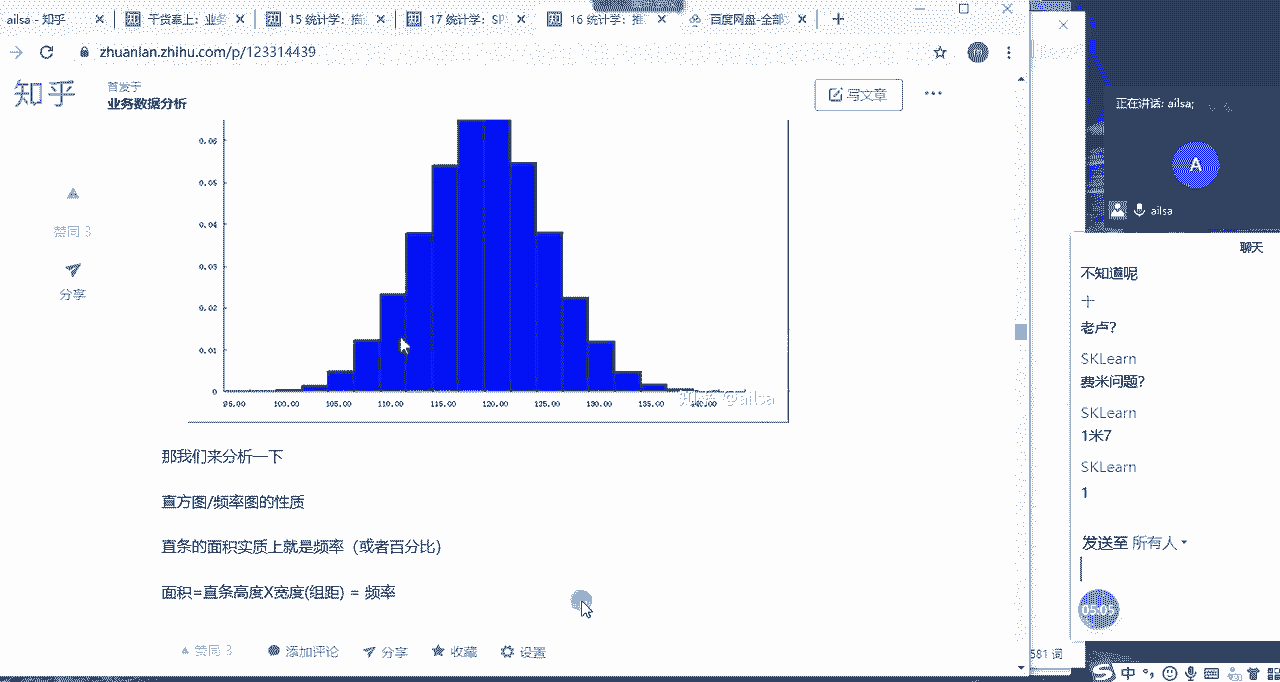 ailsa - 知乎
干货塞上：业务
15 统计学：描
17 统计学：SP
16 统计学：推
百度网盘-全部
zhuanlan.zhihu.com/p/123314439
知乎
首发于
业务数据分析
写文章
赞同 3
分享
0.06
0.05
0.04
0.03
0.02
0.01
0
95.00 100.00 105.00 110.00 115.00 120.00 125.00 130.00 135.00 140.00
知乎 @ailsa
那我们来分析一下
直方图/频率图的性质
直条的面积实质上就是频率（或者百分比）
面积=直条高度X宽度(组距) = 频率
赞同 3 添加评论 分享 收藏 设置
正在讲话: ailsa;
A
ailsa
聊天
不知道呢
十
老卢?
SKLearn
费米问题?
SKLearn
1米7
SKLearn
1
发送至 所有人
05:05
581 词
中